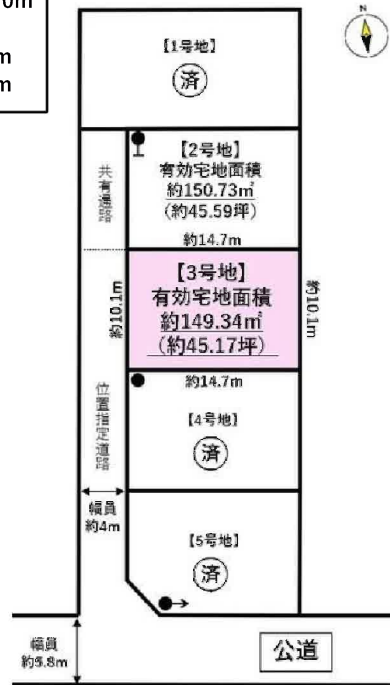 0m
m
m
N
【1号地】
済
共有通路
【2号地】
有効宅地面積
約150.73㎡
（約45.59坪）
約14.7m
【3号地】
有効宅地面積
約149.34㎡
（約45.17坪）
約10.1m
約10.1m
約14.7m
位置指定道路
【4号地】
済
幅員
約4m
【5号地】
済
幅員
約5.8m
公道